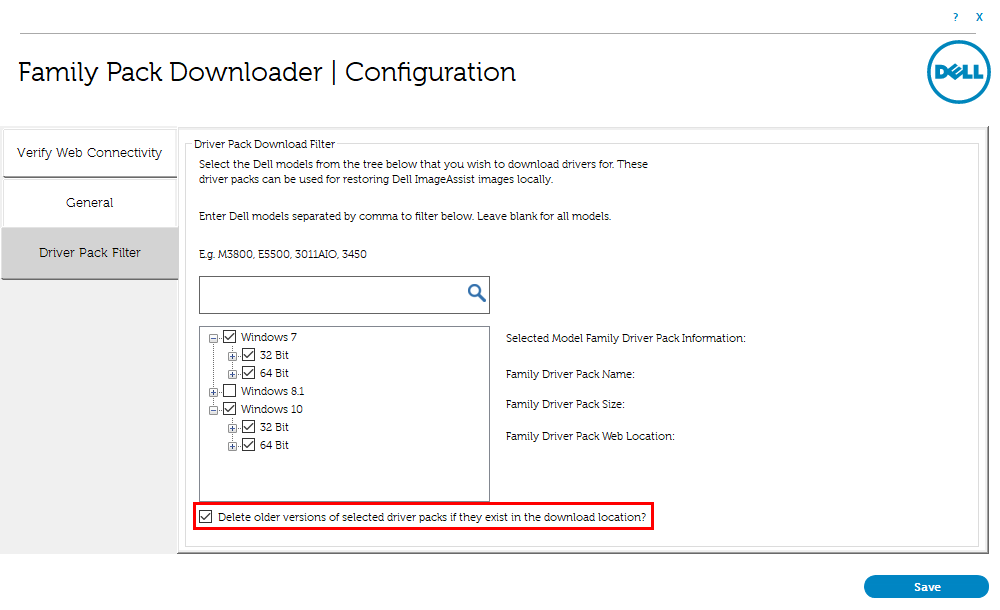 ? X
Family Pack Downloader | Configuration
DELL
Verify Web Connectivity
General
Driver Pack Filter
Driver Pack Download Filter
Select the Dell models from the tree below that you wish to download drivers for. These
driver packs can be used for restoring Dell ImageAssist images locally.
Enter Dell models separated by comma to filter below. Leave blank for all models.
E.g. M3800, E5500, 3011AIO, 3450
Windows 7
32 Bit
64 Bit
Windows 8.1
Windows 10
32 Bit
64 Bit
Selected Model Family Driver Pack Information:
Family Driver Pack Name:
Family Driver Pack Size:
Family Driver Pack Web Location:
Delete older versions of selected driver packs if they exist in the download location?
Save